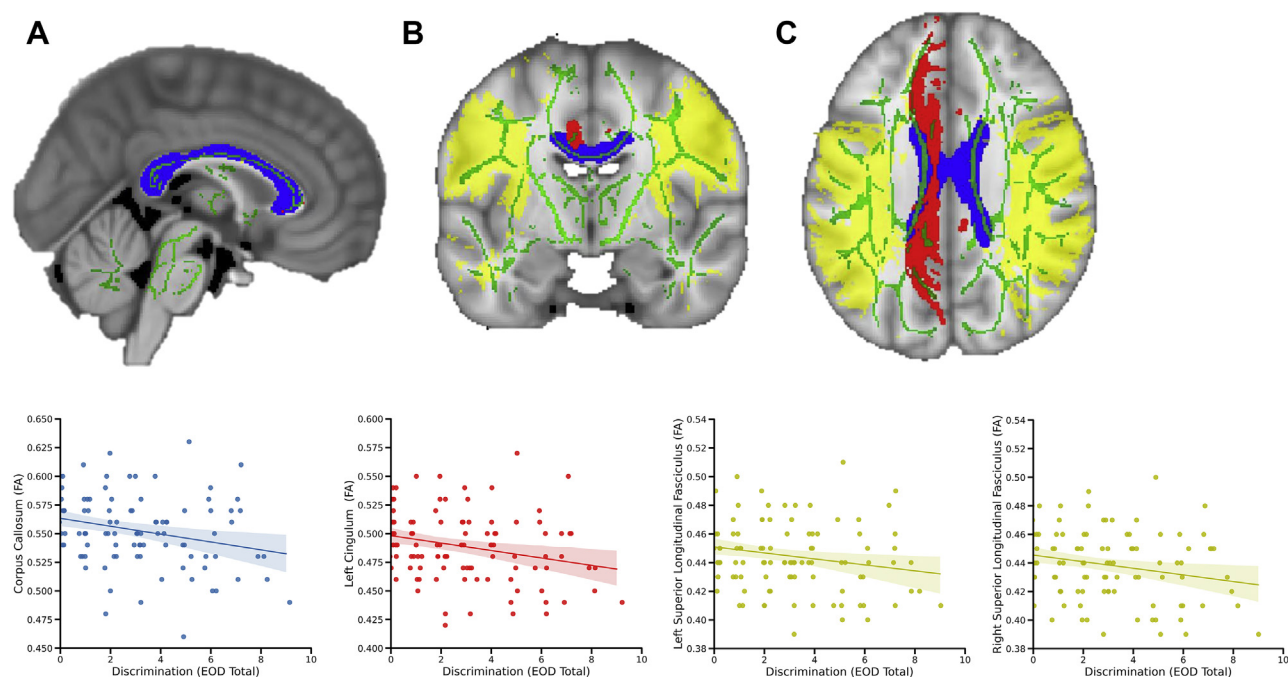 A
B
C
0.650
0.625
0.600
0.575
0.550
0.525
0.500
0.475
0.450
Corpus Callosum (FA)
0 2 4 6 8 10
Discrimination (EOD Total)
0.600
0.575
0.550
0.525
0.500
0.475
0.450
0.425
0.400
Left Cingulum (FA)
0 2 4 6 8 10
Discrimination (EOD Total)
0.54
0.52
0.50
0.48
0.46
0.44
0.42
0.40
0.38
Left Superior Longitudinal Fasciculus (FA)
0 2 4 6 8 10
Discrimination (EOD Total)
0.54
0.52
0.50
0.48
0.46
0.44
0.42
0.40
0.38
Right Superior Longitudinal Fasciculus (FA)
0 2 4 6 8 10
Discrimination (EOD Total)